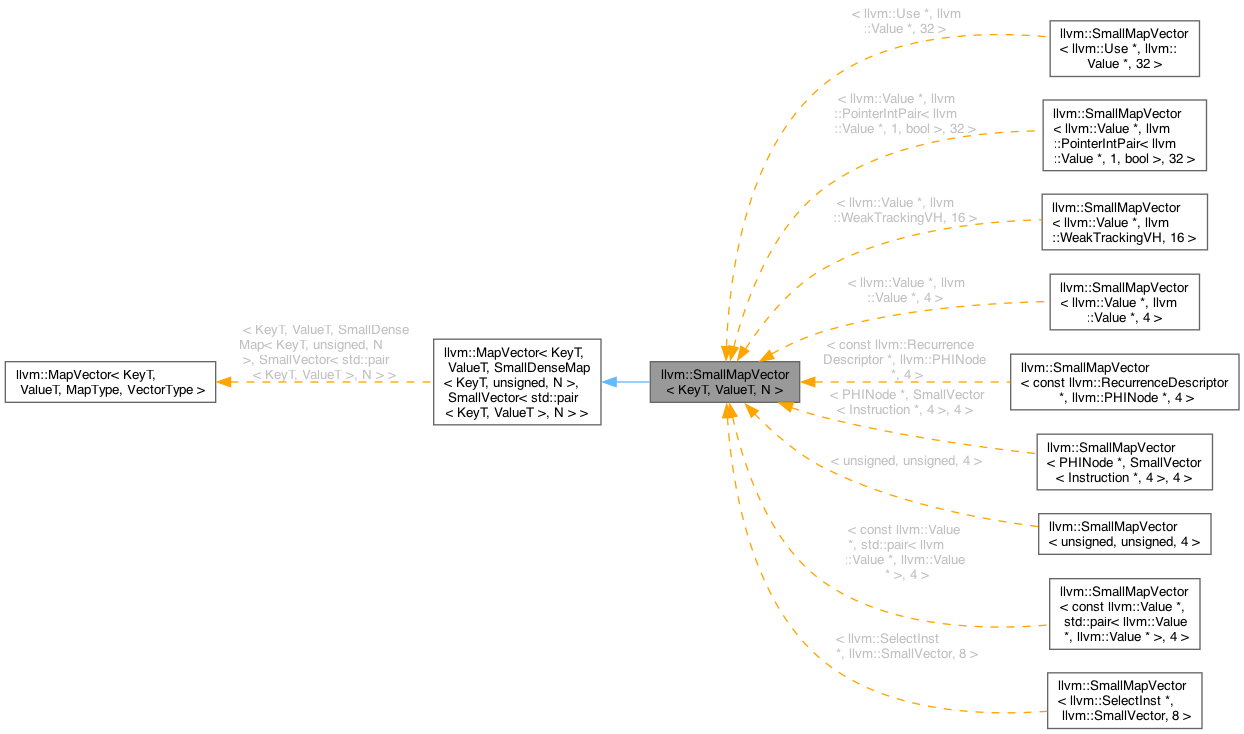 llvm::MapVector< KeyT,
ValueT, MapType, VectorType >
< KeyT, ValueT, SmallDense
Map< KeyT, unsigned, N
>, SmallVector< std::pair
< KeyT, ValueT >, N > >
llvm::MapVector< KeyT,
ValueT, SmallDenseMap
< KeyT, unsigned, N >,
SmallVector< std::pair
< KeyT, ValueT >, N > >
llvm::SmallMapVector
< KeyT, ValueT, N >
< llvm::Use *, llvm
::Value *, 32 >
llvm::SmallMapVector
< llvm::Use *, llvm::
Value *, 32 >
< llvm::Value *, llvm
::PointerIntPair< llvm
::Value *, 1, bool >, 32 >
llvm::SmallMapVector
< llvm::Value *, llvm
::PointerIntPair< llvm
::Value *, 1, bool >, 32 >
< llvm::Value *, llvm
::WeakTrackingVH, 16 >
llvm::SmallMapVector
< llvm::Value *, llvm
::WeakTrackingVH, 16 >
< llvm::Value *, llvm
::Value *, 4 >
llvm::SmallMapVector
< llvm::Value *, llvm
::Value *, 4 >
< const llvm::Recurrence
Descriptor *, llvm::PHINode
*, 4 >
llvm::SmallMapVector
< const llvm::RecurrenceDescriptor
*, llvm::PHINode *, 4 >
< PHINode *, SmallVector
< Instruction *, 4 >, 4 >
llvm::SmallMapVector
< PHINode *, SmallVector
< Instruction *, 4 >, 4 >
< unsigned, unsigned, 4 >
llvm::SmallMapVector
< unsigned, unsigned, 4 >
< const llvm::Value
*, std::pair< llvm
::Value *, llvm::Value
* >, 4 >
llvm::SmallMapVector
< const llvm::Value *,
std::pair< llvm::Value
*, llvm::Value * >, 4 >
< llvm::SelectInst
*, llvm::SmallVector, 8 >
llvm::SmallMapVector
< llvm::SelectInst *,
llvm::SmallVector, 8 >